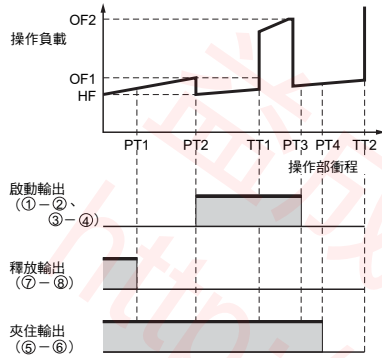 操作負載
OF2
OF1
HF
PT1 PT2 TT1 PT3 PT4 TT2
操作部衝程
啟動輸出
(①－②、
③－④)
釋放輸出
(⑦－⑧)
夾住輸出
(⑤－⑥)